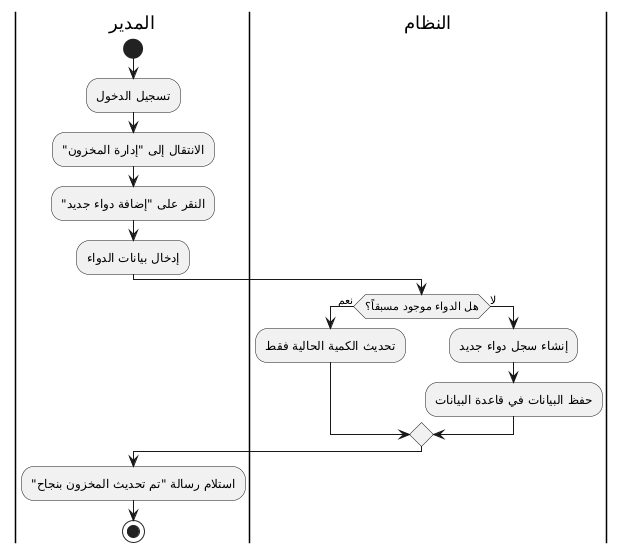 المدير
النظام
تسجيل الدخول
الانتقال إلى "إدارة المخزون"
النقر على "إضافة دواء جديد"
إدخال بيانات الدواء
هل الدواء موجود مسبقاً؟
نعم
لا
تحديث الكمية الحالية فقط
إنشاء سجل دواء جديد
حفظ البيانات في قاعدة البيانات
استلام رسالة "تم تحديث المخزون بنجاح"